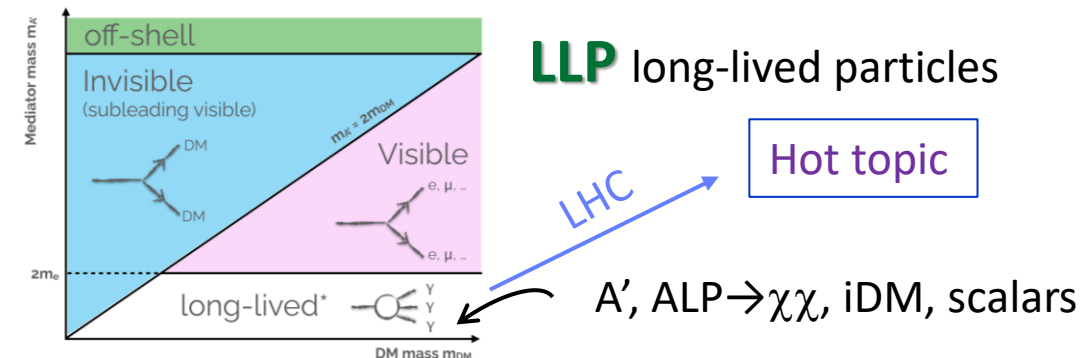 off-shell
Invisible
(subleading visible)
DM
DM
mA' = 2mDM
Visible
e, μ, ...
e, μ, ...
2me
long-lived*
γ
γ
γ
Mediator mass mA'
DM mass mDM
LLP long-lived particles
Hot topic
LHC
A’, ALP→χχ, iDM, scalars